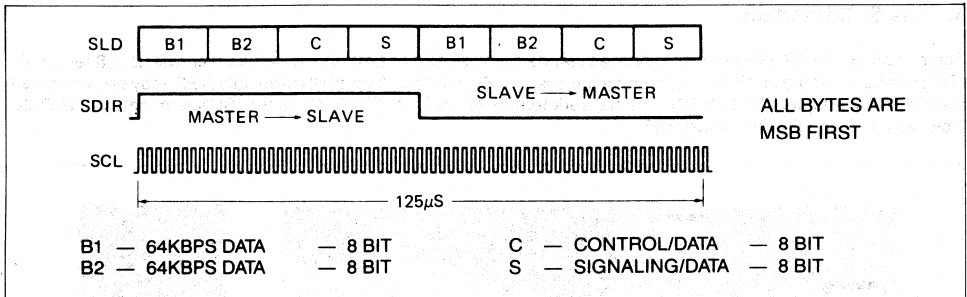 SLD B1 B2 C S B1 B2 C S
SDIR MASTER → SLAVE SLAVE → MASTER
ALL BYTES ARE
MSB FIRST
SCL
125μS
B1 — 64KBPS DATA — 8 BIT C — CONTROL/DATA — 8 BIT
B2 — 64KBPS DATA — 8 BIT S — SIGNALING/DATA — 8 BIT